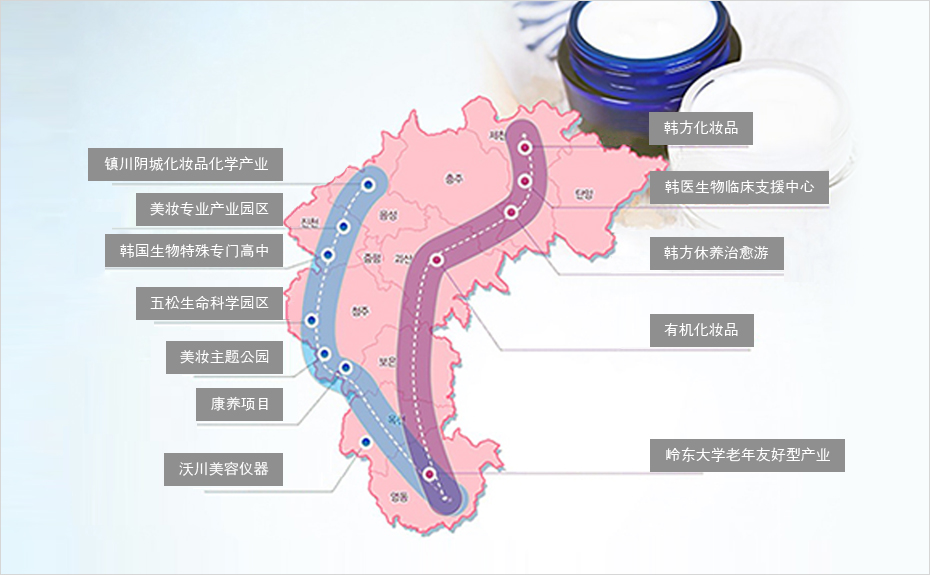 镇川阴城化妆品化学产业
美妆专业产业园区
韩国生物特殊专门高中
五松生命科学园区
美妆主题公园
康养项目
沃川美容仪器
韩方化妆品
韩医生物临床支援中心
韩方休养治愈游
有机化妆品
岭东大学老年友好型产业
제천
충주
단양
음성
진천
증평
괴산
청주
보은
옥천
영동